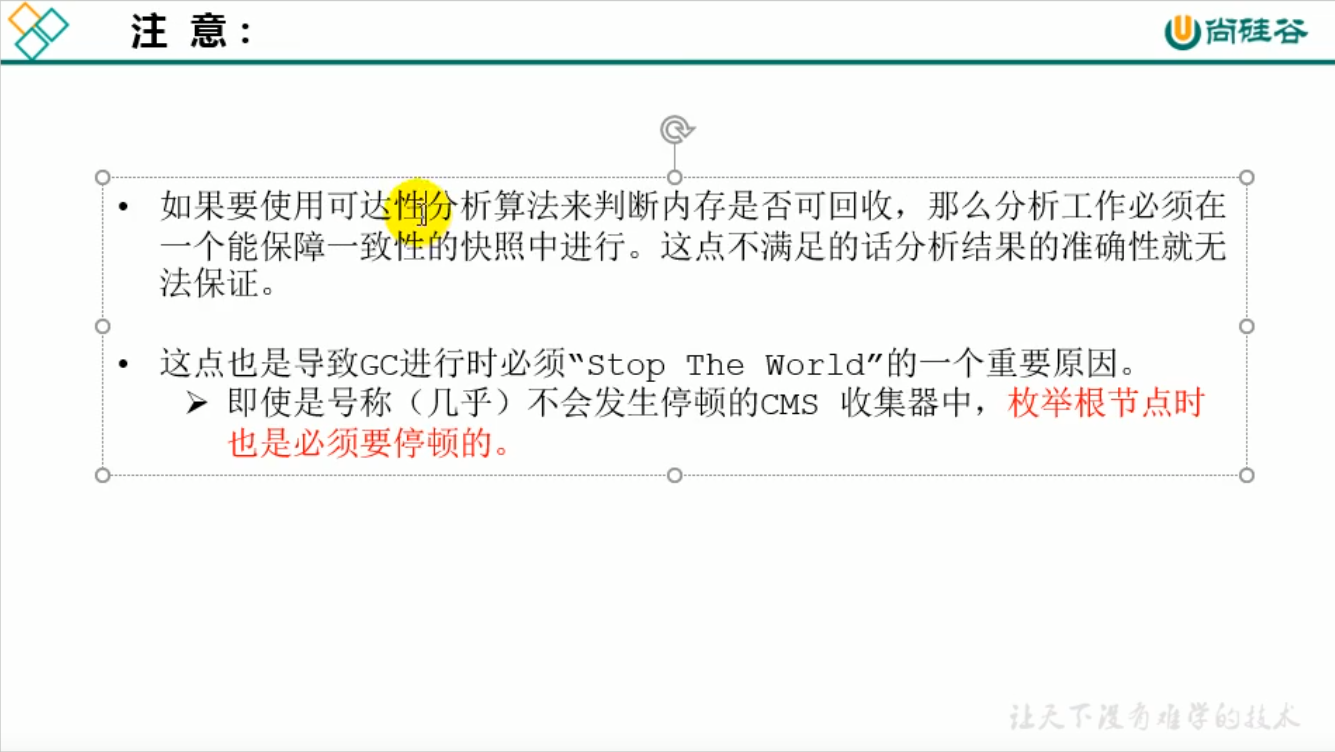 注 意：
尚硅谷
• 如果要使用可达性分析算法来判断内存是否可回收，那么分析工作必须在
一个能保障一致性的快照中进行。这点不满足的话分析结果的准确性就无
法保证。
• 这点也是导致GC进行时必须“Stop The World”的一个重要原因。
➢ 即使是号称（几乎）不会发生停顿的CMS 收集器中，枚举根节点时
也是必须要停顿的。
让天下没有难学的技术